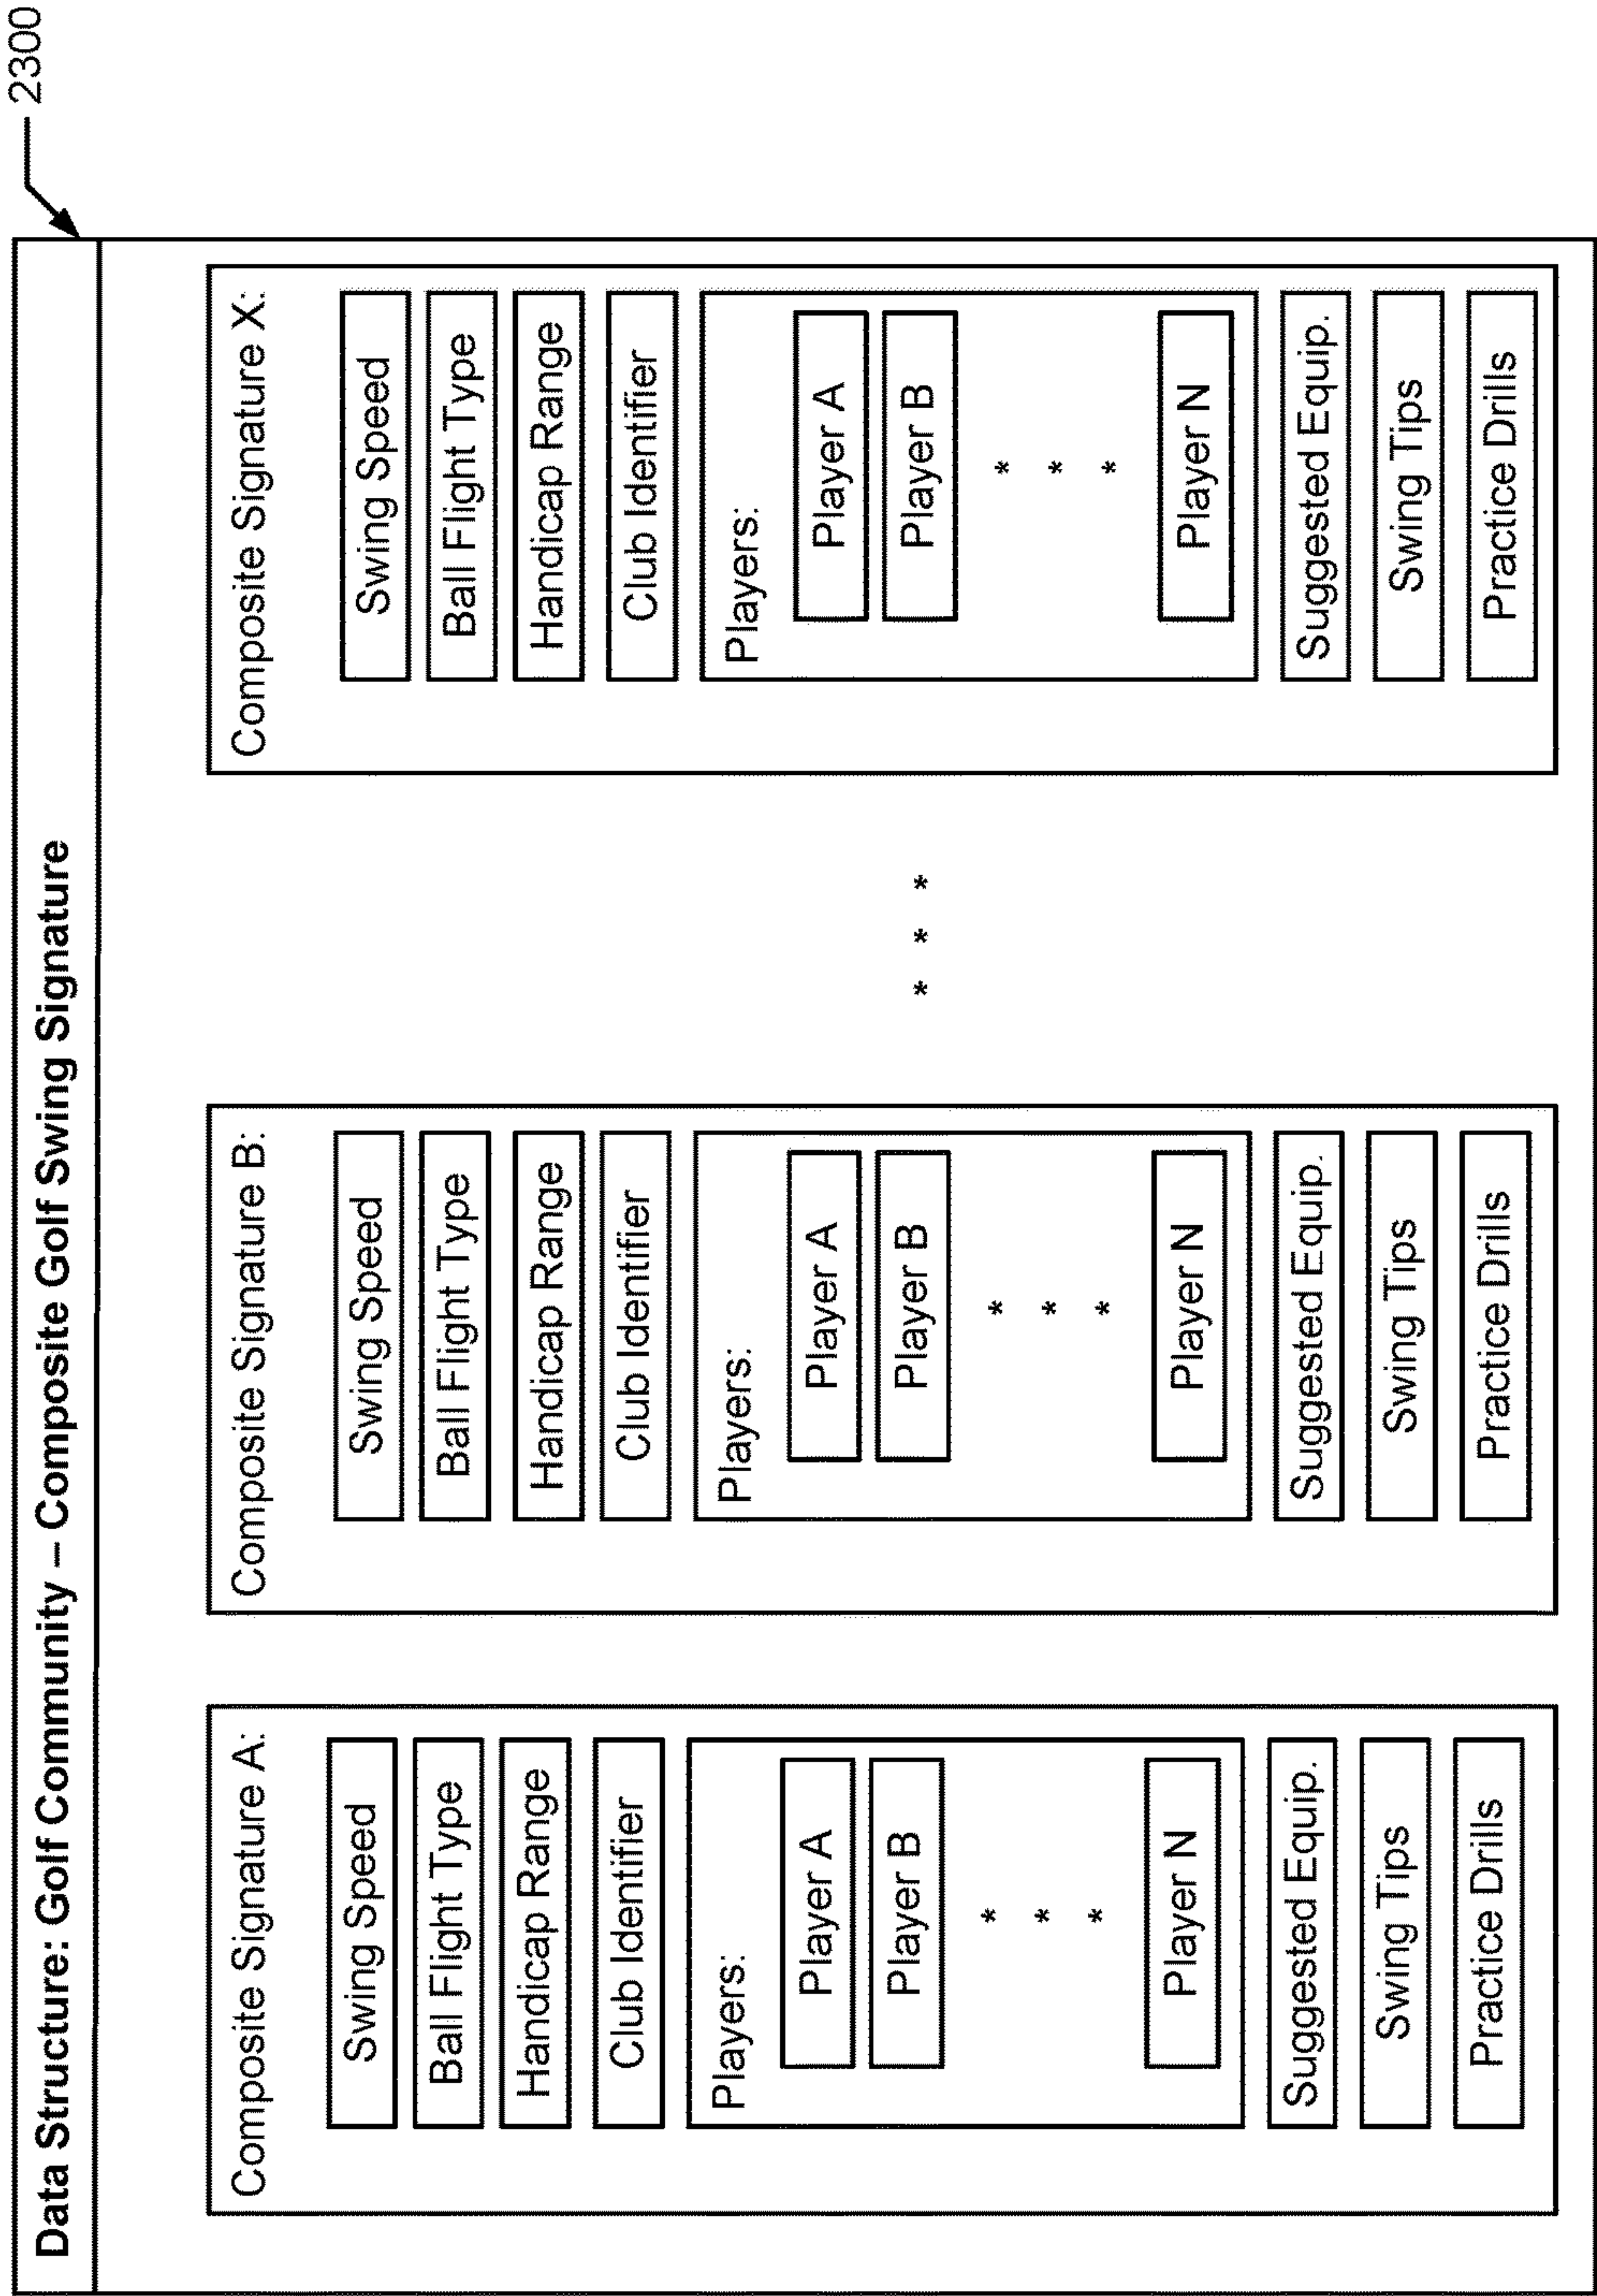 2300
Data Structure: Golf Community – Composite Golf Swing Signature
Composite Signature A:
Swing Speed
Ball Flight Type
Handicap Range
Club Identifier
Players:
Player A
Player B
*
*
*
Player N
Suggested Equip.
Swing Tips
Practice Drills
Composite Signature B:
Swing Speed
Ball Flight Type
Handicap Range
Club Identifier
Players:
Player A
Player B
*
*
*
Player N
Suggested Equip.
Swing Tips
Practice Drills
* * *
Composite Signature X:
Swing Speed
Ball Flight Type
Handicap Range
Club Identifier
Players:
Player A
Player B
*
*
*
Player N
Suggested Equip.
Swing Tips
Practice Drills